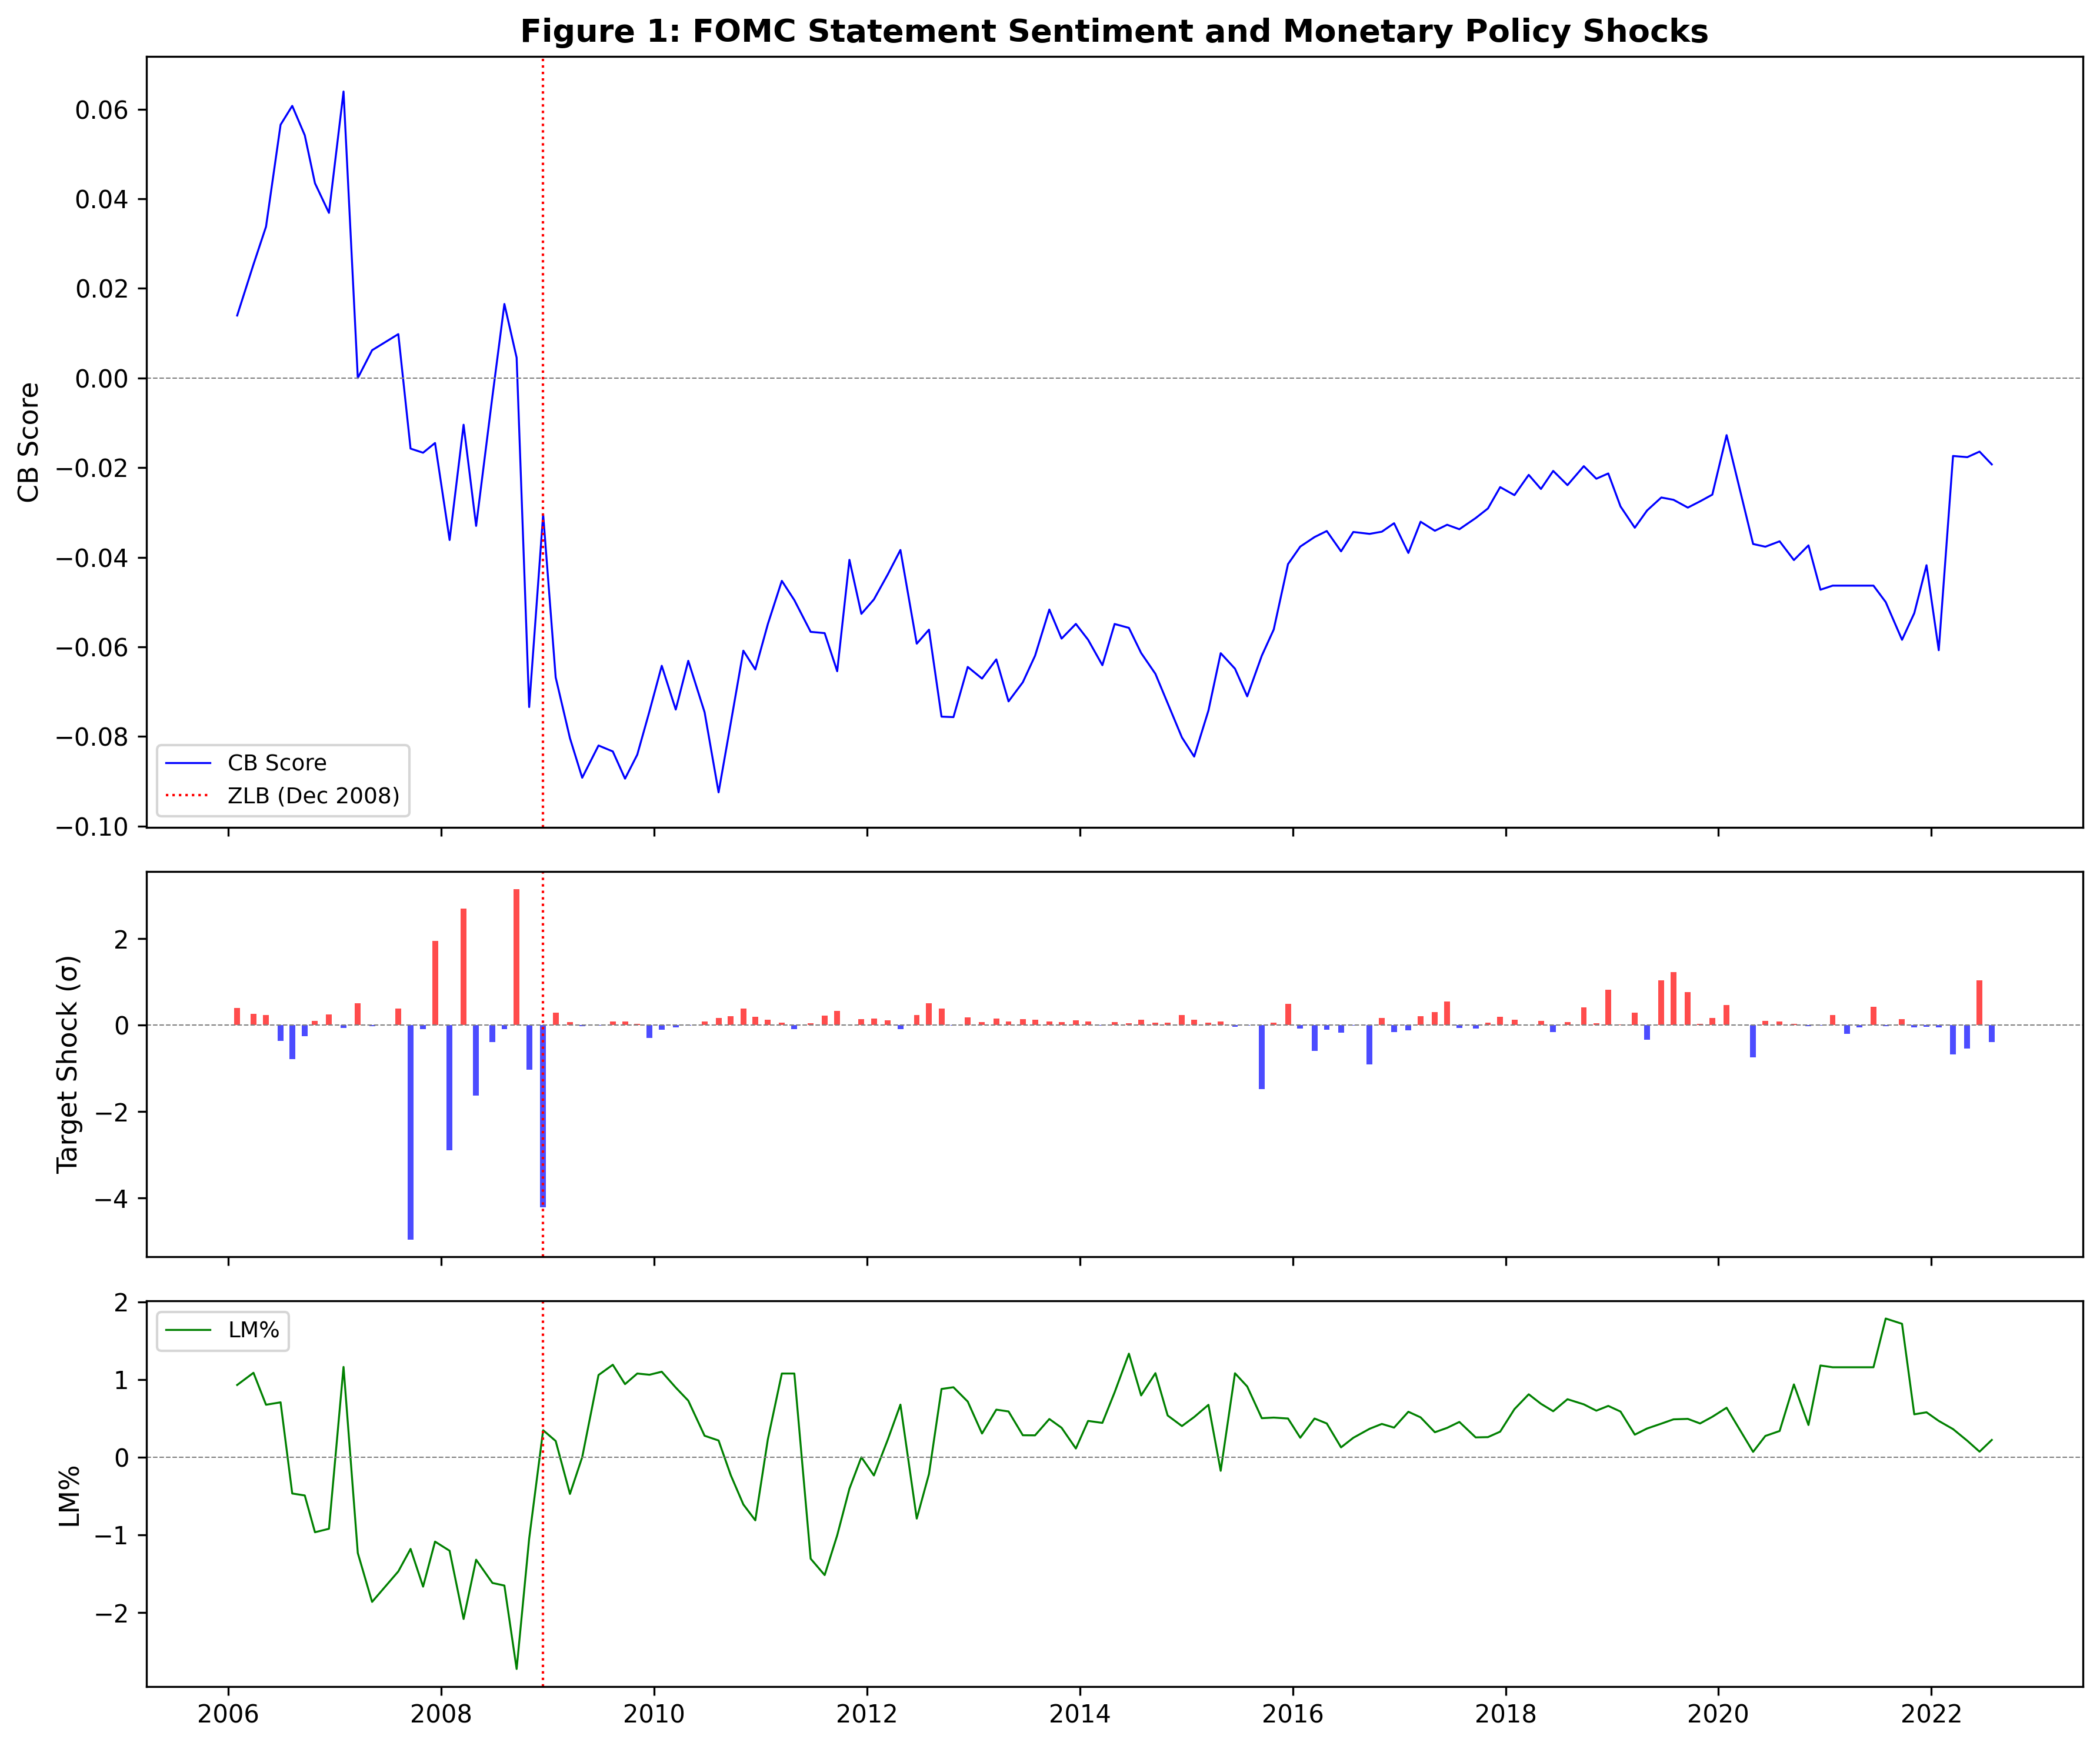 Figure 1: FOMC Statement Sentiment and Monetary Policy Shocks
CB Score
0.06
0.04
0.02
0.00
−0.02
−0.04
−0.06
−0.08
−0.10
CB Score
ZLB (Dec 2008)
Target Shock (σ)
2
0
−2
−4
LM%
2
1
0
−1
−2
LM%
2006 2008 2010 2012 2014 2016 2018 2020 2022